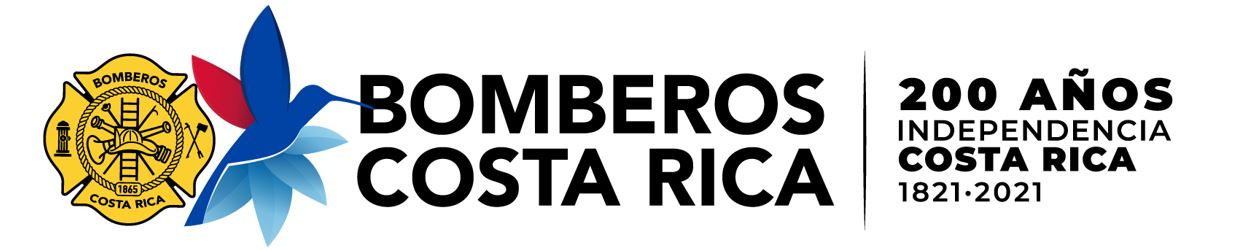 BOMBEROS
1865
COSTA RICA
BOMBEROS
COSTA RICA
200 AÑOS
INDEPENDENCIA
COSTA RICA
1821•2021